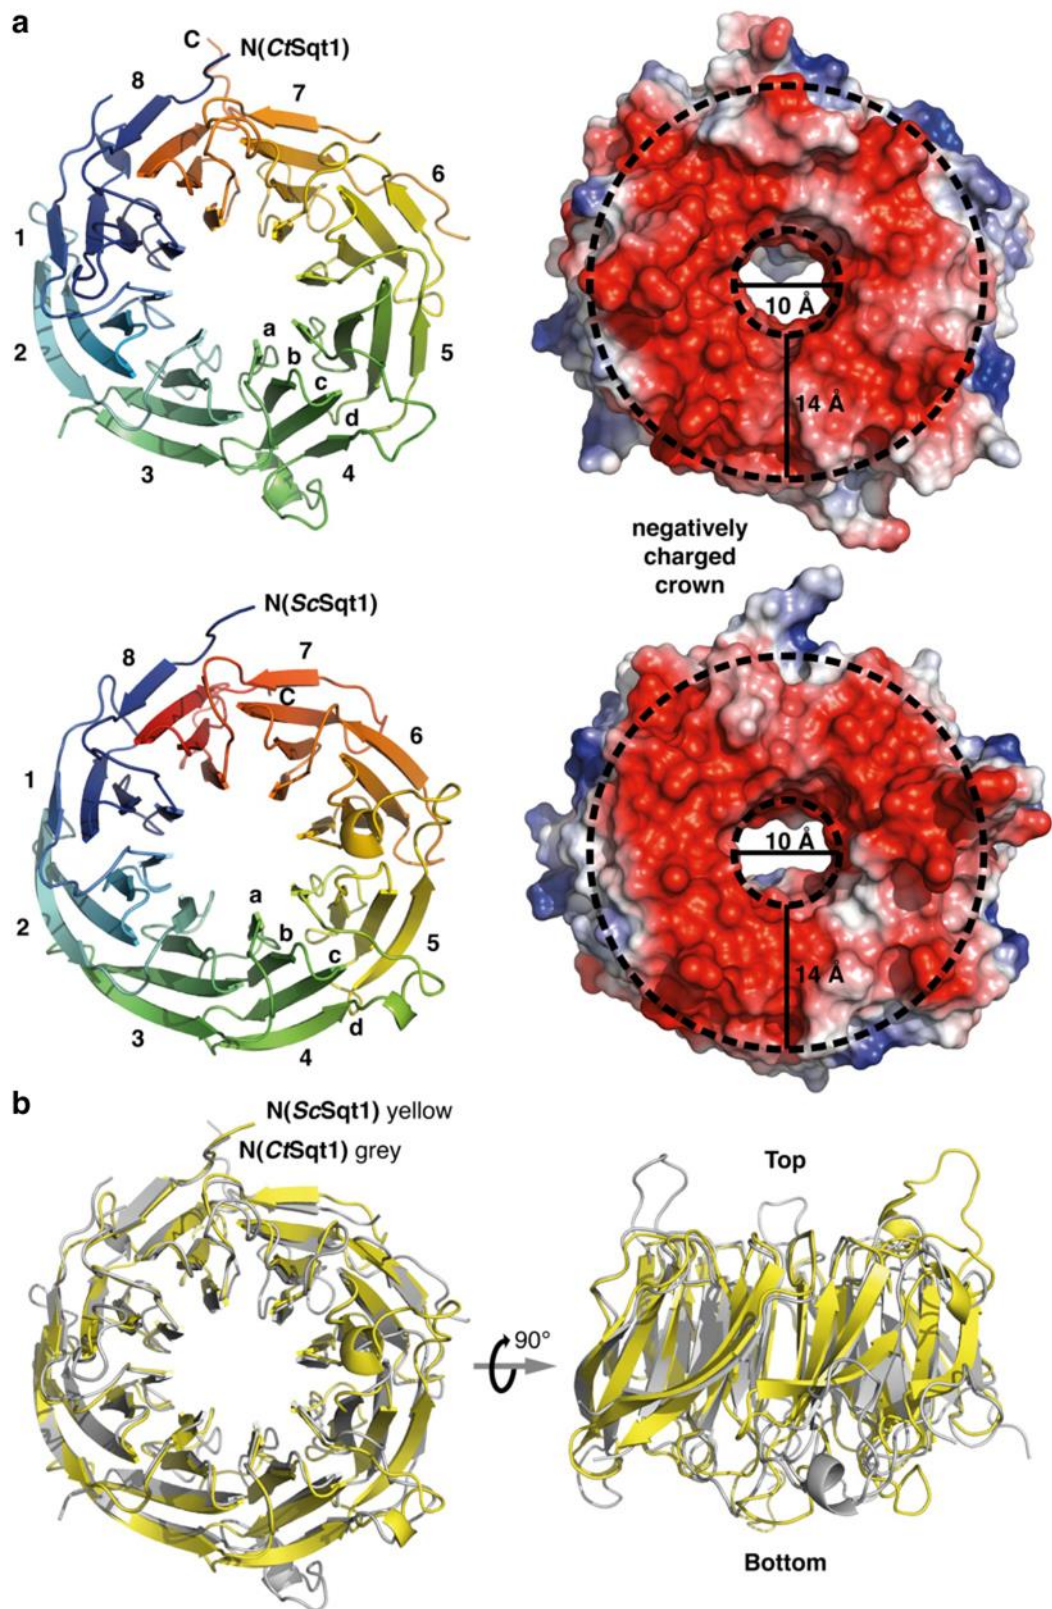 a
C
N(CtSqt1)
8
7
6
1
2
5
a
b
c
d
3
4
10 Å
14 Å
negatively
charged
crown
N(ScSqt1)
8
7
C
6
1
2
5
a
b
c
d
3
4
10 Å
14 Å
b
N(ScSqt1) yellow
N(CtSqt1) grey
90°
Top
Bottom